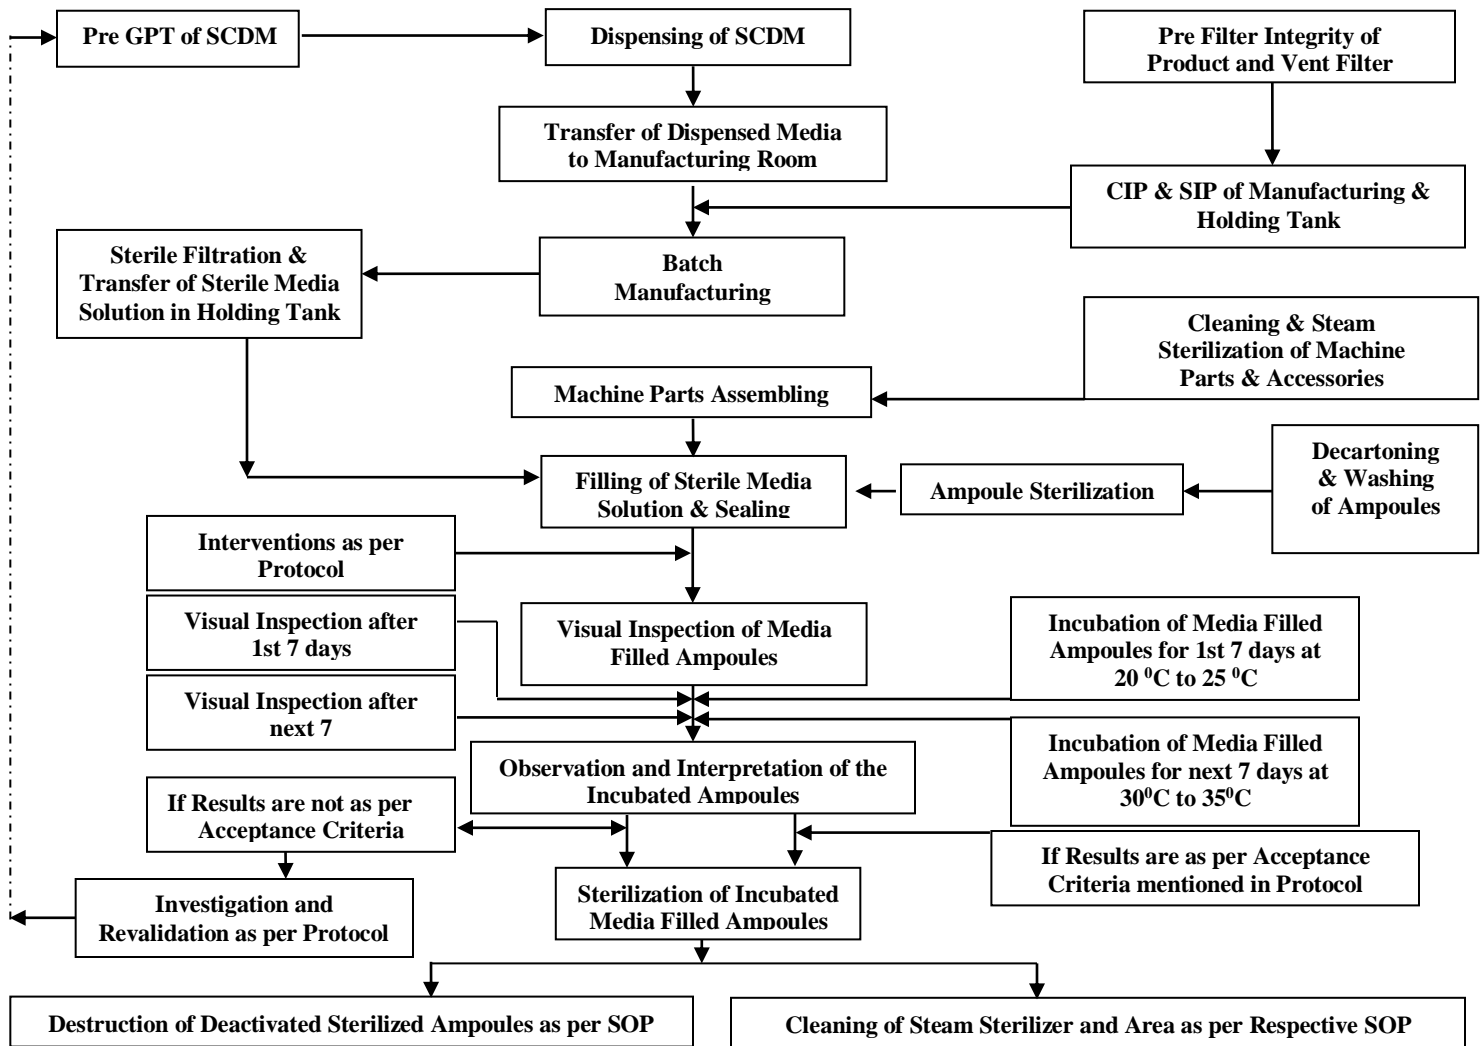 Pre GPT of SCDM
Dispensing of SCDM
Pre Filter Integrity of
Product and Vent Filter
Transfer of Dispensed Media
to Manufacturing Room
CIP & SIP of Manufacturing &
Holding Tank
Sterile Filtration &
Transfer of Sterile Media
Solution in Holding Tank
Batch
Manufacturing
Cleaning & Steam
Sterilization of Machine
Parts & Accessories
Machine Parts Assembling
Decartoning
& Washing
of Ampoules
Filling of Sterile Media
Solution & Sealing
Ampoule Sterilization
Interventions as per
Protocol
Visual Inspection after
1st 7 days
Visual Inspection of Media
Filled Ampoules
Incubation of Media Filled
Ampoules for 1st 7 days at
20 ⁰C to 25 ⁰C
Visual Inspection after
next 7
Incubation of Media Filled
Ampoules for next 7 days at
30⁰C to 35⁰C
Observation and Interpretation of the
Incubated Ampoules
If Results are not as per
Acceptance Criteria
If Results are as per Acceptance
Criteria mentioned in Protocol
Investigation and
Revalidation as per Protocol
Sterilization of Incubated
Media Filled Ampoules
Destruction of Deactivated Sterilized Ampoules as per SOP
Cleaning of Steam Sterilizer and Area as per Respective SOP